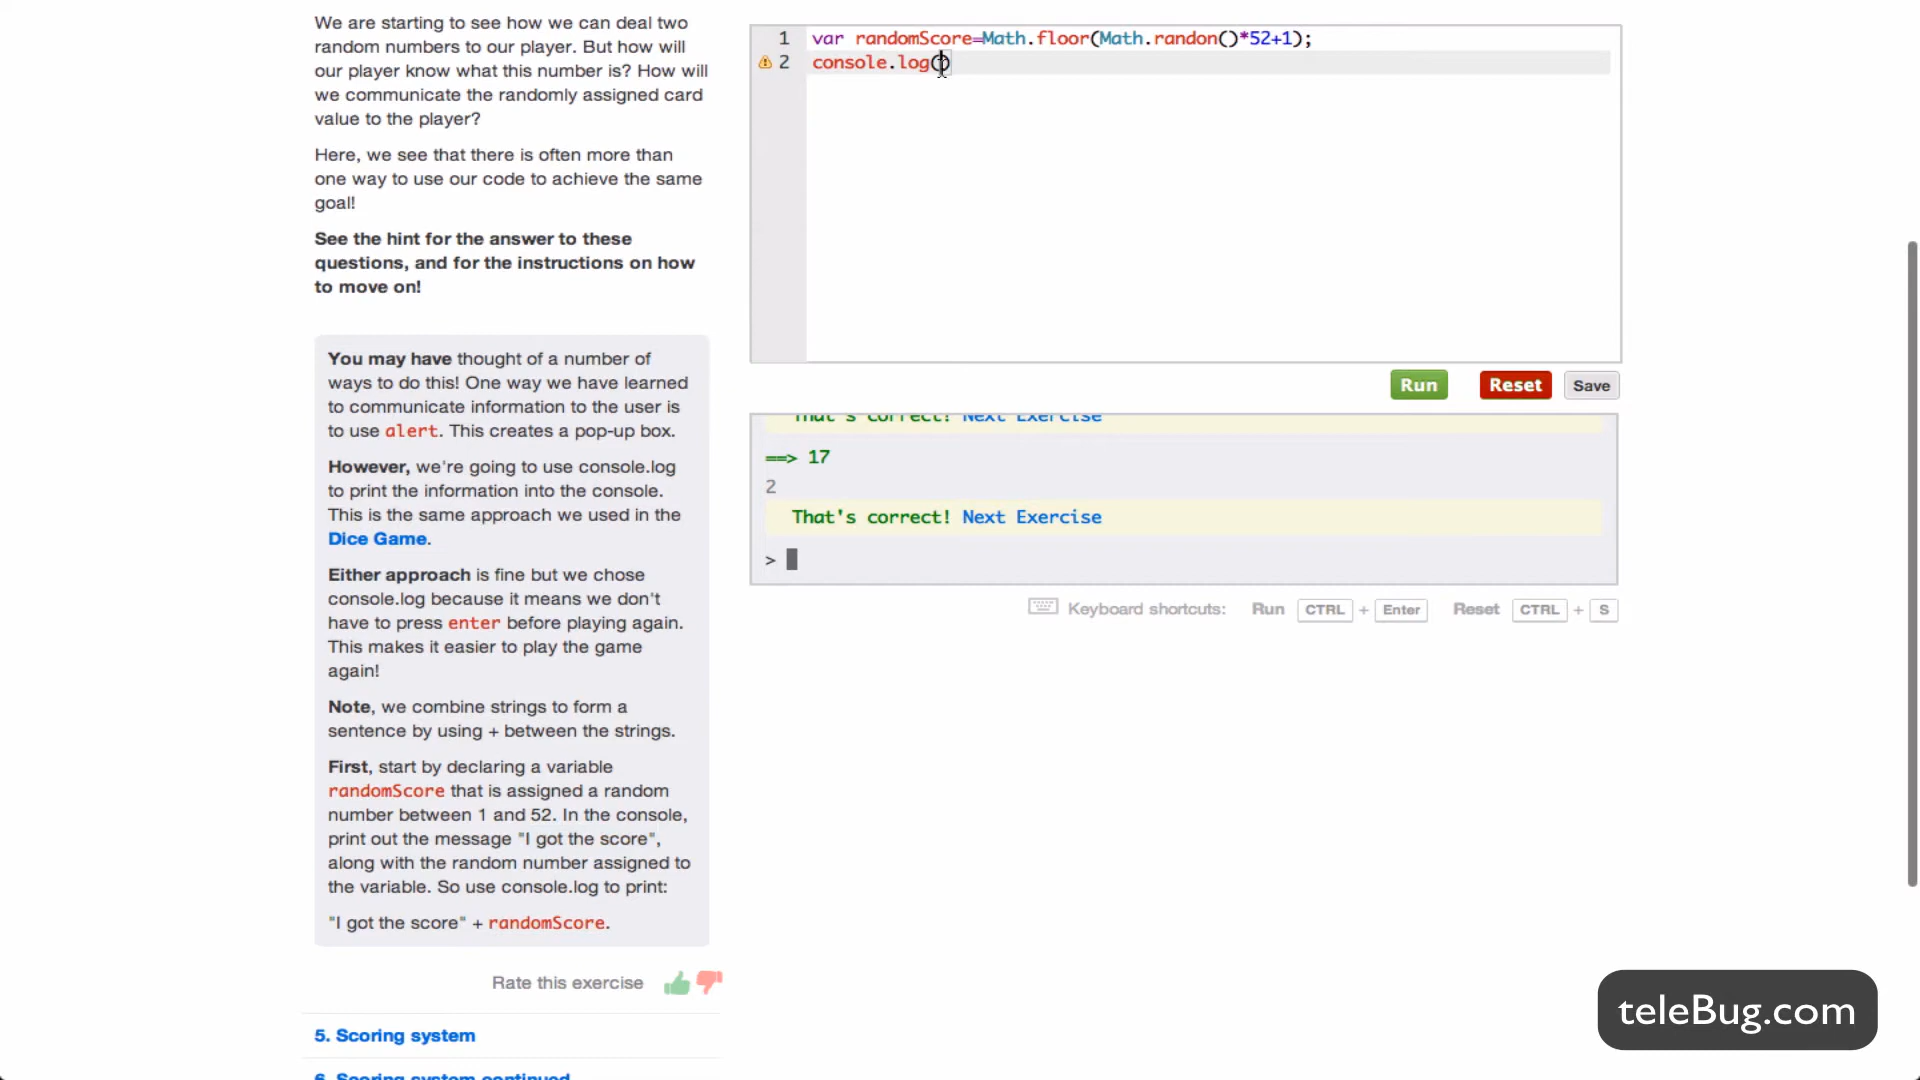 We are starting to see how we can deal two
random numbers to our player. But how will
our player know what this number is? How will
we communicate the randomly assigned card
value to the player?
Here, we see that there is often more than
one way to use our code to achieve the same
goal!
See the hint for the answer to these
questions, and for the instructions on how
to move on!
You may have thought of a number of
ways to do this! One way we have learned
to communicate information to the user is
to use alert. This creates a pop-up box.
However, we're going to use console.log
to print the information into the console.
This is the same approach we used in the
Dice Game.
Either approach is fine but we chose
console.log because it means we don't
have to press enter before playing again.
This makes it easier to play the game
again!
Note, we combine strings to form a
sentence by using + between the strings.
First, start by declaring a variable
randomScore that is assigned a random
number between 1 and 52. In the console,
print out the message "I got the score",
along with the random number assigned to
the variable. So use console.log to print:
"I got the score" + randomScore.
Rate this exercise
5. Scoring system
6. Scoring system continued
1 var randomScore=Math.floor(Math.randon()*52+1);
2 console.log()
Run Reset Save
That's correct! Next Exercise
==> 17
2
That's correct! Next Exercise
>
Keyboard shortcuts: Run CTRL + Enter Reset CTRL + S
teleBug.com